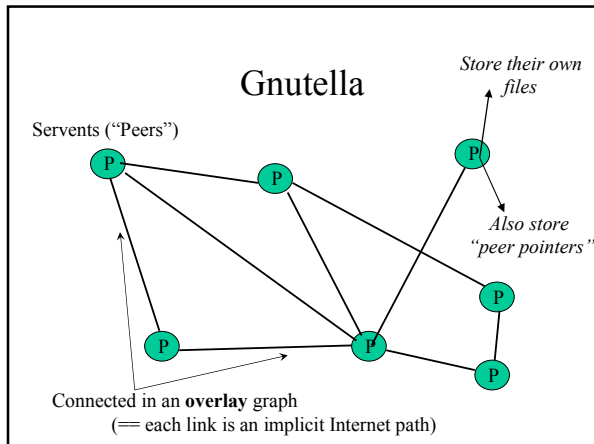 Gnutella
Store their own
files
Servents (“Peers”)
P
P
P
Also store
“peer pointers”
P
P
P
P
Connected in an overlay graph
(== each link is an implicit Internet path)